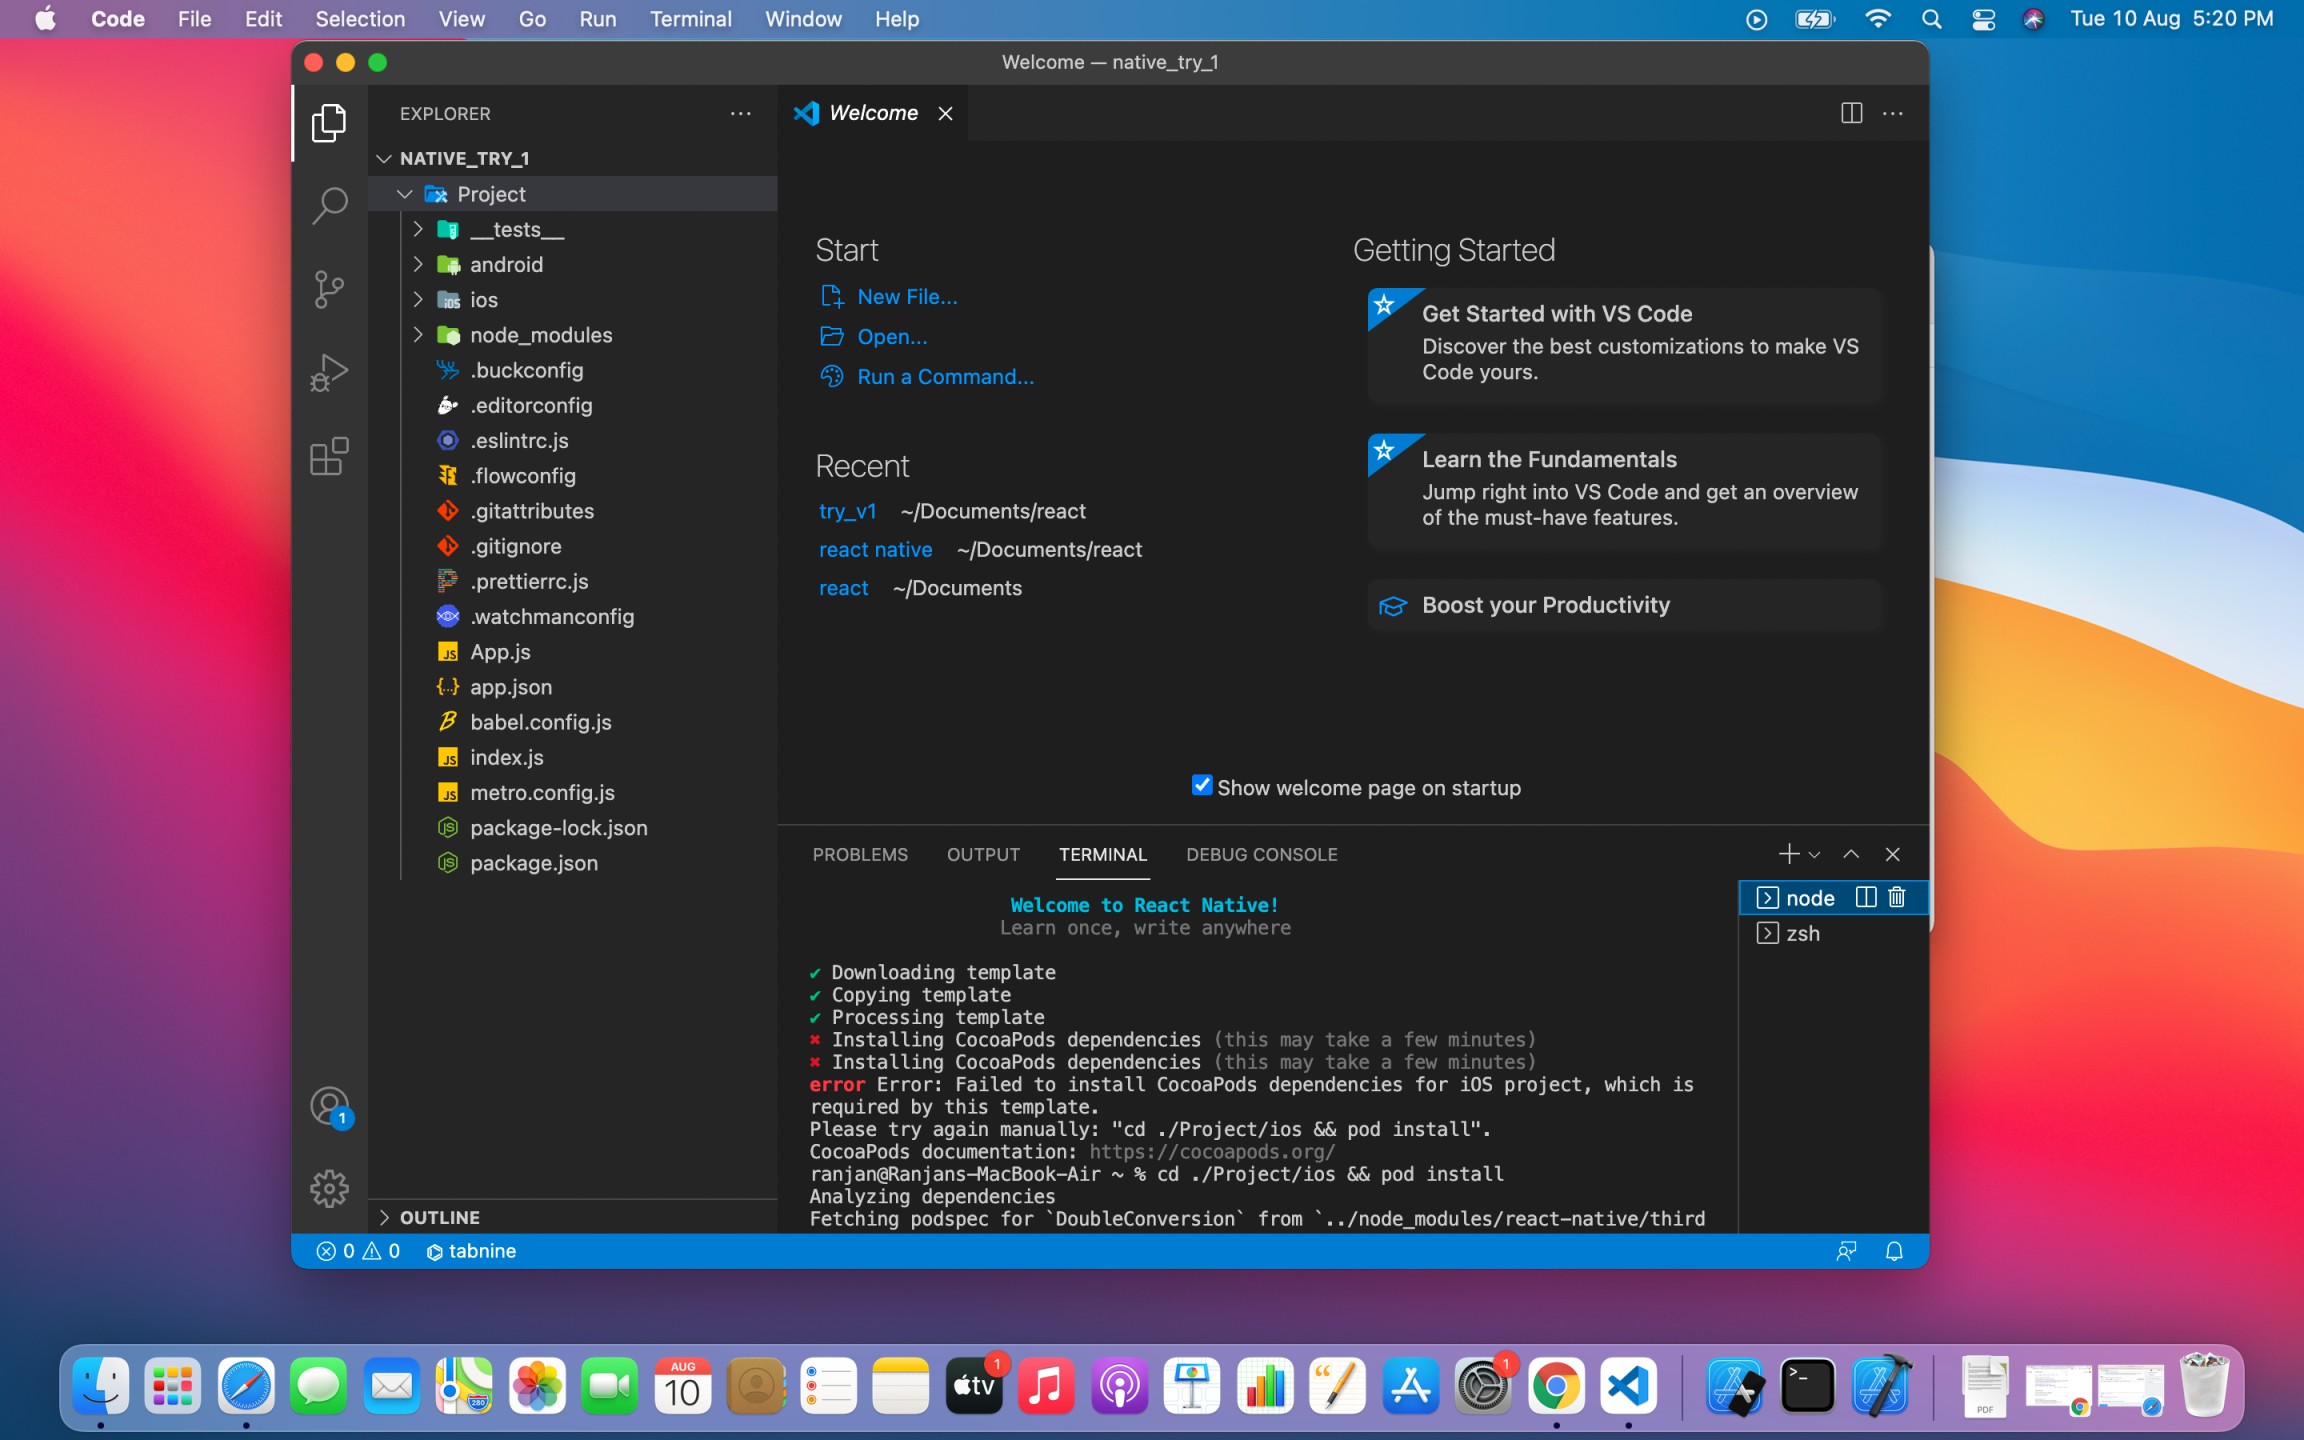 Code File Edit Selection View Go Run Terminal Window Help Tue 10 Aug 5:20 PM
Welcome — native_try_1
EXPLORER
Welcome
NATIVE_TRY_1
Project
__tests__
android
ios
node_modules
.buckconfig
.editorconfig
.eslintrc.js
.flowconfig
.gitattributes
.gitignore
.prettierrc.js
.watchmanconfig
App.js
app.json
babel.config.js
index.js
metro.config.js
package-lock.json
package.json
OUTLINE
Start
New File...
Open...
Run a Command...
Recent
try_v1 ~/Documents/react
react native ~/Documents/react
react ~/Documents
Getting Started
Get Started with VS Code
Discover the best customizations to make VS
Code yours.
Learn the Fundamentals
Jump right into VS Code and get an overview
of the must-have features.
Boost your Productivity
Show welcome page on startup
PROBLEMS OUTPUT TERMINAL DEBUG CONSOLE
Welcome to React Native!
Learn once, write anywhere
✔ Downloading template
✔ Copying template
✔ Processing template
✖ Installing CocoaPods dependencies (this may take a few minutes)
✖ Installing CocoaPods dependencies (this may take a few minutes)
error Error: Failed to install CocoaPods dependencies for iOS project, which is
required by this template.
Please try again manually: "cd ./Project/ios && pod install".
CocoaPods documentation: https://cocoapods.org/
ranjan@Ranjans-MacBook-Air ~ % cd ./Project/ios && pod install
Analyzing dependencies
Fetching podspec for `DoubleConversion` from `../node_modules/react-native/third
node
zsh
1
0 0 tabnine
AUG
10
280
tv
1
1
PDF